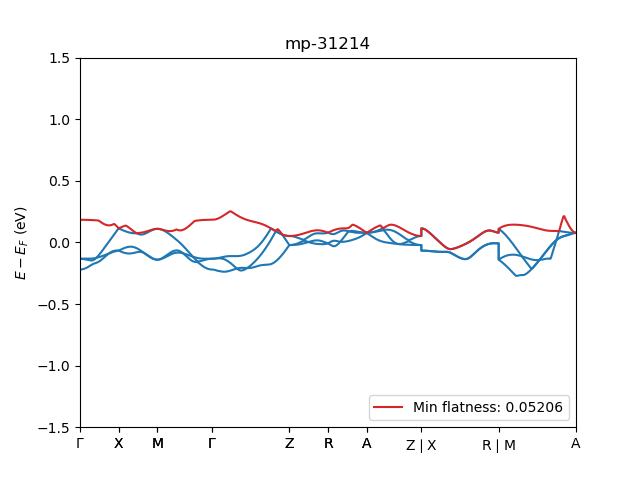 mp-31214
1.5
1.0
0.5
0.0
−0.5
−1.0
−1.5
E − E_F (eV)
Min flatness: 0.05206
Γ X M Γ Z R A Z | X R | M A